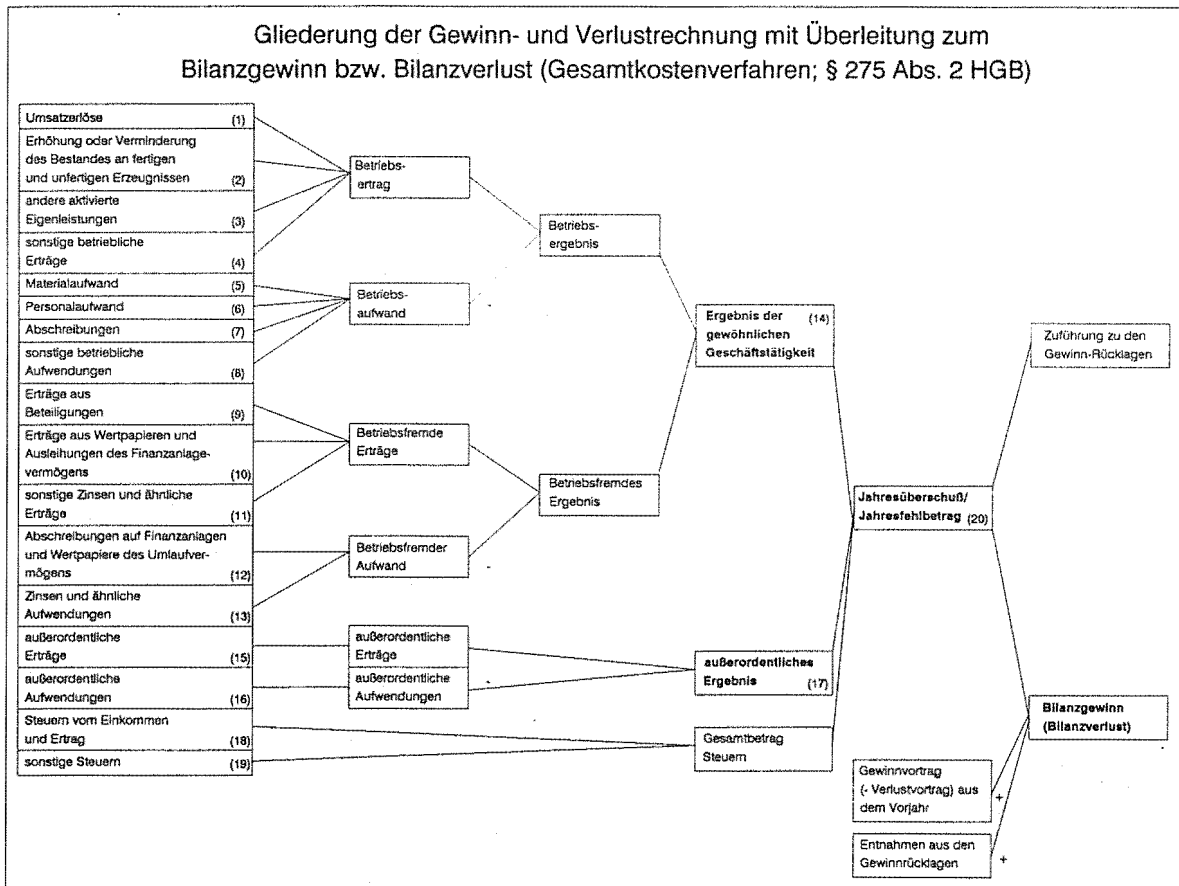 Gliederung der Gewinn- und Verlustrechnung mit Überleitung zum
Bilanzgewinn bzw. Bilanzverlust (Gesamtkostenverfahren; § 275 Abs. 2 HGB)
Umsatzerlöse (1)
Erhöhung oder Verminderung
des Bestandes an fertigen
und unfertigen Erzeugnissen (2)
andere aktivierte
Eigenleistungen (3)
sonstige betriebliche
Erträge (4)
Materialaufwand (5)
Personalaufwand (6)
Abschreibungen (7)
sonstige betriebliche
Aufwendungen (8)
Erträge aus
Beteiligungen (9)
Erträge aus Wertpapieren und
Ausleihungen des Finanzanlage-
vermögens (10)
sonstige Zinsen und ähnliche
Erträge (11)
Abschreibungen auf Finanzanlagen
und Wertpapiere des Umlaufver-
mögens (12)
Zinsen und ähnliche
Aufwendungen (13)
außerordentliche
Erträge (15)
außerordentliche
Aufwendungen (16)
Steuern vom Einkommen
und Ertrag (18)
sonstige Steuern (19)
Betriebs-
ertrag
Betriebs-
aufwand
Betriebsfremde
Erträge
Betriebsfremder
Aufwand
außerordentliche
Erträge
außerordentliche
Aufwendungen
Betriebs-
ergebnis
Betriebsfremdes
Ergebnis
Ergebnis der (14)
gewöhnlichen
Geschäftstätigkeit
außerordentliches
Ergebnis (17)
Gesamtbetrag
Steuern
Jahresüberschuß/
Jahresfehlbetrag (20)
Gewinnvortrag
(- Verlustvortrag) aus
dem Vorjahr +
Entnahmen aus den
Gewinnrücklagen +
Zuführung zu den
Gewinn-Rücklagen
Bilanzgewinn
(Bilanzverlust)